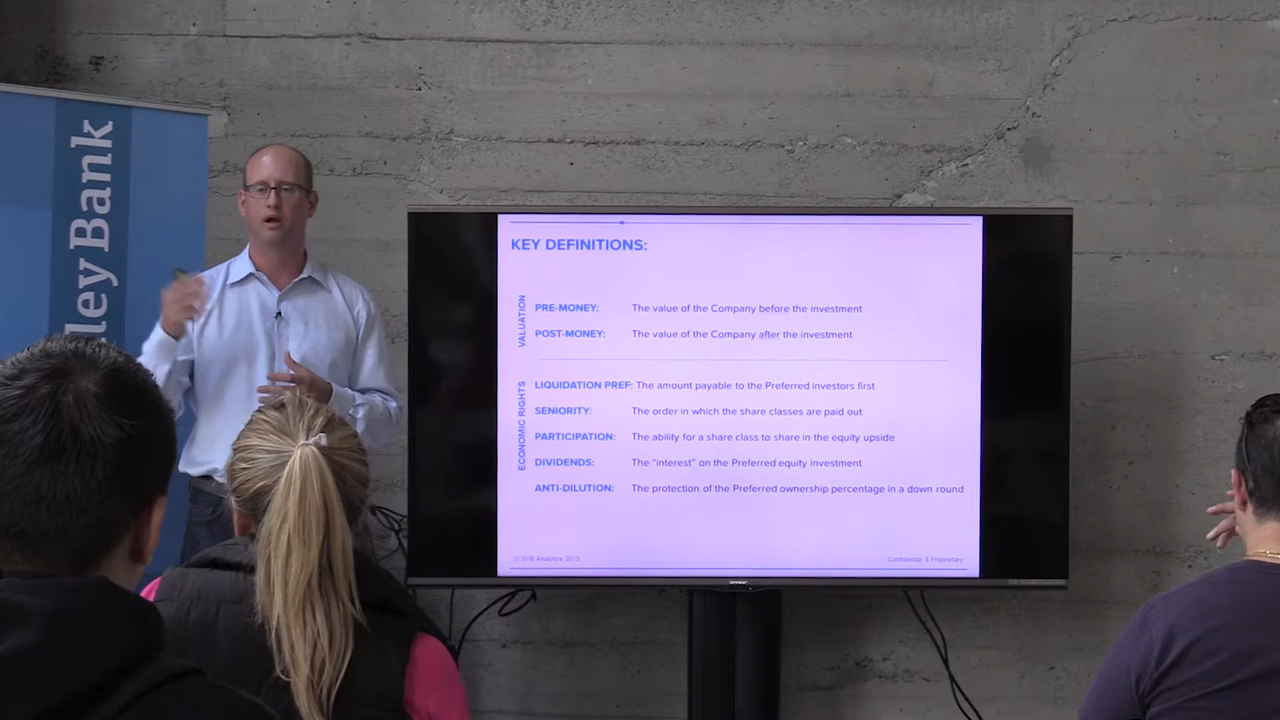 ley Bank
KEY DEFINITIONS:
VALUATION
PRE-MONEY: The value of the Company before the investment
POST-MONEY: The value of the Company after the investment
ECONOMIC RIGHTS
LIQUIDATION PREF: The amount payable to the Preferred investors first
SENIORITY: The order in which the share classes are paid out
PARTICIPATION: The ability for a share class to share in the equity upside
DIVIDENDS: The "interest" on the Preferred equity investment
ANTI-DILUTION: The protection of the Preferred ownership percentage in a down round
© SVB Analytics 2015 Confidential & Proprietary